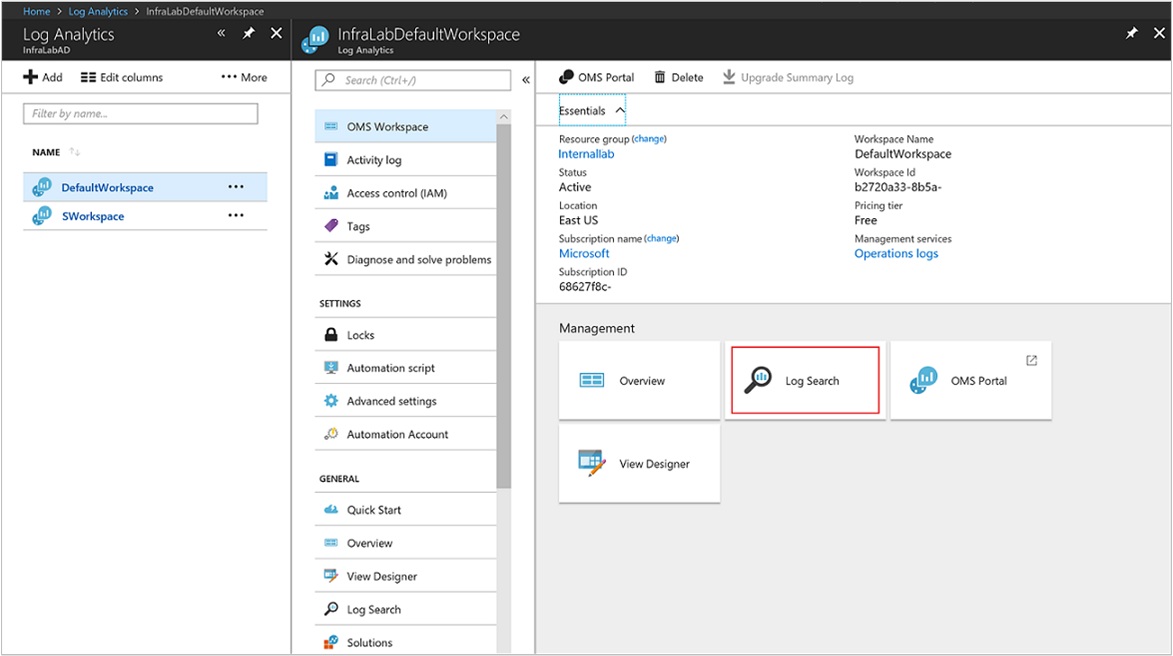 Home > Log Analytics > InfraLabDefaultWorkspace
Log Analytics
InfraLabAD
Add Edit columns More
Filter by name...
NAME
DefaultWorkspace
SWorkspace
InfraLabDefaultWorkspace
Log Analytics
Search (Ctrl+/)
OMS Workspace
Activity log
Access control (IAM)
Tags
Diagnose and solve problems
SETTINGS
Locks
Automation script
Advanced settings
Automation Account
GENERAL
Quick Start
Overview
View Designer
Log Search
Solutions
OMS Portal Delete Upgrade Summary Log
Essentials
Resource group (change)
Internallab
Status
Active
Location
East US
Subscription name (change)
Microsoft
Subscription ID
68627f8c-
Workspace Name
DefaultWorkspace
Workspace Id
b2720a33-8b5a-
Pricing tier
Free
Management services
Operations logs
Management
Overview
Log Search
OMS Portal
View Designer